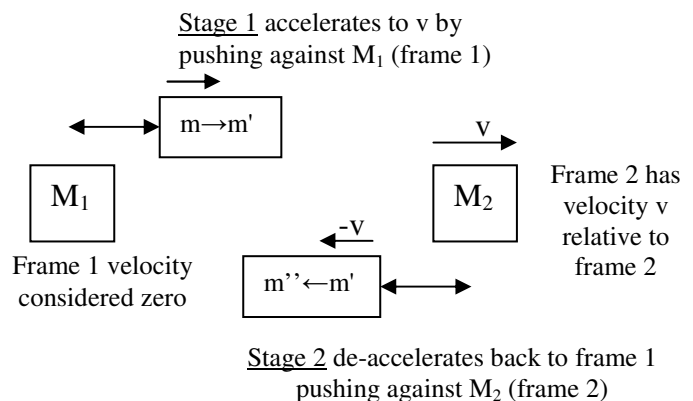 Stage 1 accelerates to v by
pushing against M₁ (frame 1)
m→m'
v
M₁
M₂
Frame 2 has
velocity v
relative to
frame 2
-v
Frame 1 velocity
considered zero
m’’←m'
Stage 2 de-accelerates back to frame 1
pushing against M₂ (frame 2)